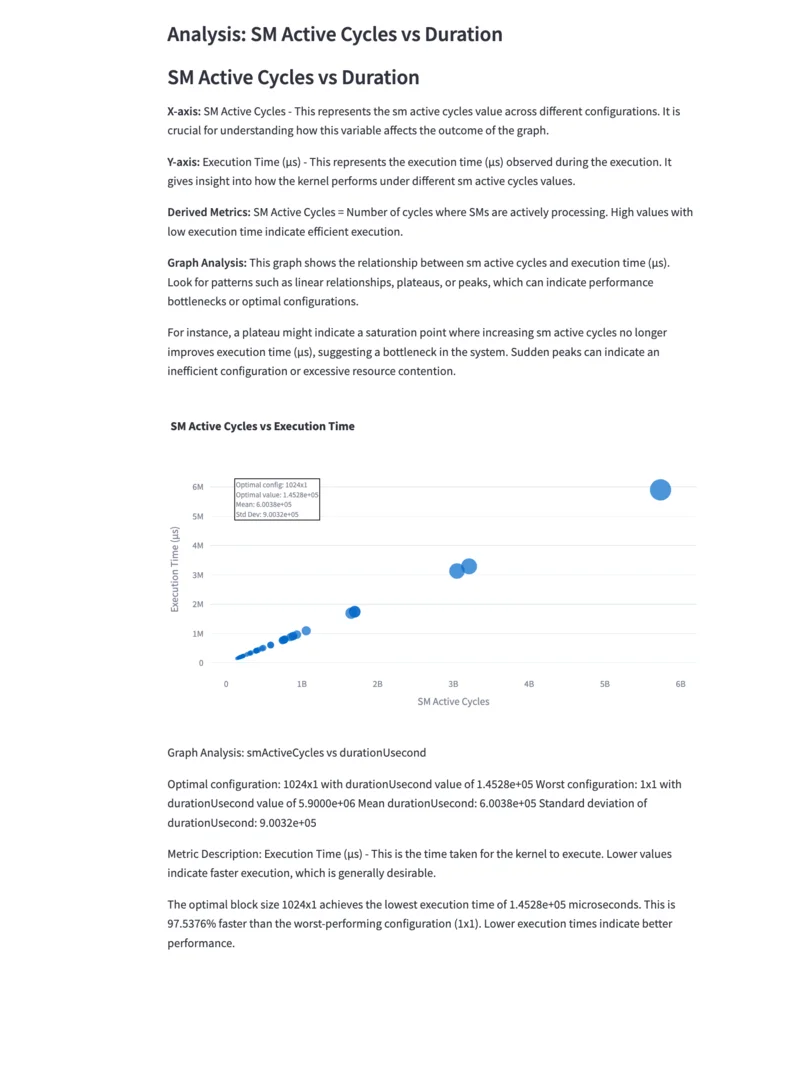 Analysis: SM Active Cycles vs Duration
SM Active Cycles vs Duration
X-axis: SM Active Cycles - This represents the sm active cycles value across different configurations. It is
crucial for understanding how this variable affects the outcome of the graph.
Y-axis: Execution Time (μs) - This represents the execution time (μs) observed during the execution. It
gives insight into how the kernel performs under different sm active cycles values.
Derived Metrics: SM Active Cycles = Number of cycles where SMs are actively processing. High values with
low execution time indicate efficient execution.
Graph Analysis: This graph shows the relationship between sm active cycles and execution time (μs).
Look for patterns such as linear relationships, plateaus, or peaks, which can indicate performance
bottlenecks or optimal configurations.
For instance, a plateau might indicate a saturation point where increasing sm active cycles no longer
improves execution time (μs), suggesting a bottleneck in the system. Sudden peaks can indicate an
inefficient configuration or excessive resource contention.
SM Active Cycles vs Execution Time
Optimal config: 1024x1
Optimal value: 1.4528e+05
Mean: 6.0038e+05
Std Dev: 9.0032e+05
6M
5M
4M
3M
2M
1M
0
Execution Time (μs)
0
1B
2B
3B
4B
5B
6B
SM Active Cycles
Graph Analysis: smActiveCycles vs durationUsecond
Optimal configuration: 1024x1 with durationUsecond value of 1.4528e+05 Worst configuration: 1x1 with
durationUsecond value of 5.9000e+06 Mean durationUsecond: 6.0038e+05 Standard deviation of
durationUsecond: 9.0032e+05
Metric Description: Execution Time (μs) - This is the time taken for the kernel to execute. Lower values
indicate faster execution, which is generally desirable.
The optimal block size 1024x1 achieves the lowest execution time of 1.4528e+05 microseconds. This is
97.5376% faster than the worst-performing configuration (1x1). Lower execution times indicate better
performance.